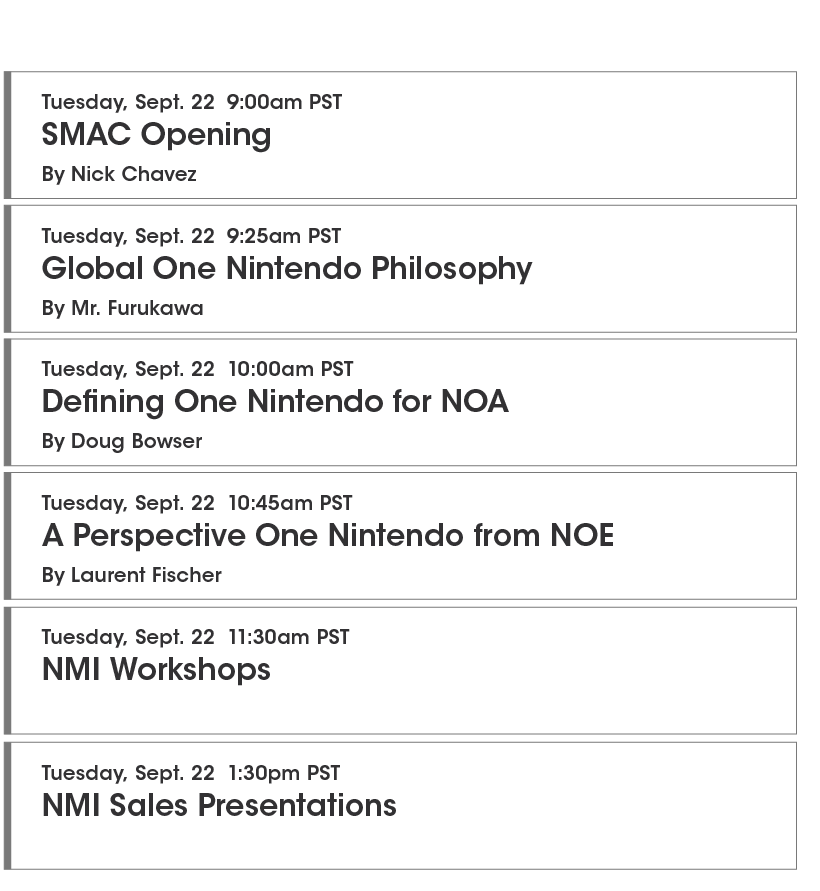 Tuesday, Sept. 22  9:00am PST
SMAC Opening
By Nick Chavez
Tuesday, Sept. 22  9:25am PST
Global One Nintendo Philosophy
By Mr. Furukawa
Tuesday, Sept. 22  10:00am PST
Defining One Nintendo for NOA
By Doug Bowser
Tuesday, Sept. 22  10:45am PST
A Perspective One Nintendo from NOE
By Laurent Fischer
Tuesday, Sept. 22  11:30am PST
NMI Workshops
Tuesday, Sept. 22  1:30pm PST
NMI Sales Presentations